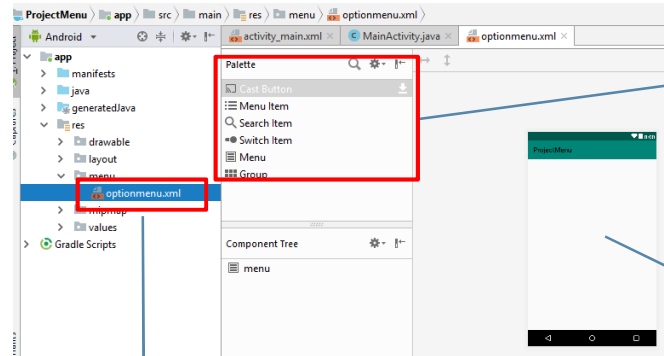 ProjectMenu app src main res menu optionmenu.xml
Android
activity_main.xml MainActivity.java optionmenu.xml
app
manifests
java
generatedJava
res
drawable
layout
menu
optionmenu.xml
mipmap
values
Gradle Scripts
Captures
Palette
Cast Button
Menu Item
Search Item
Switch Item
Menu
Group
Component Tree
menu
ProjectMenu